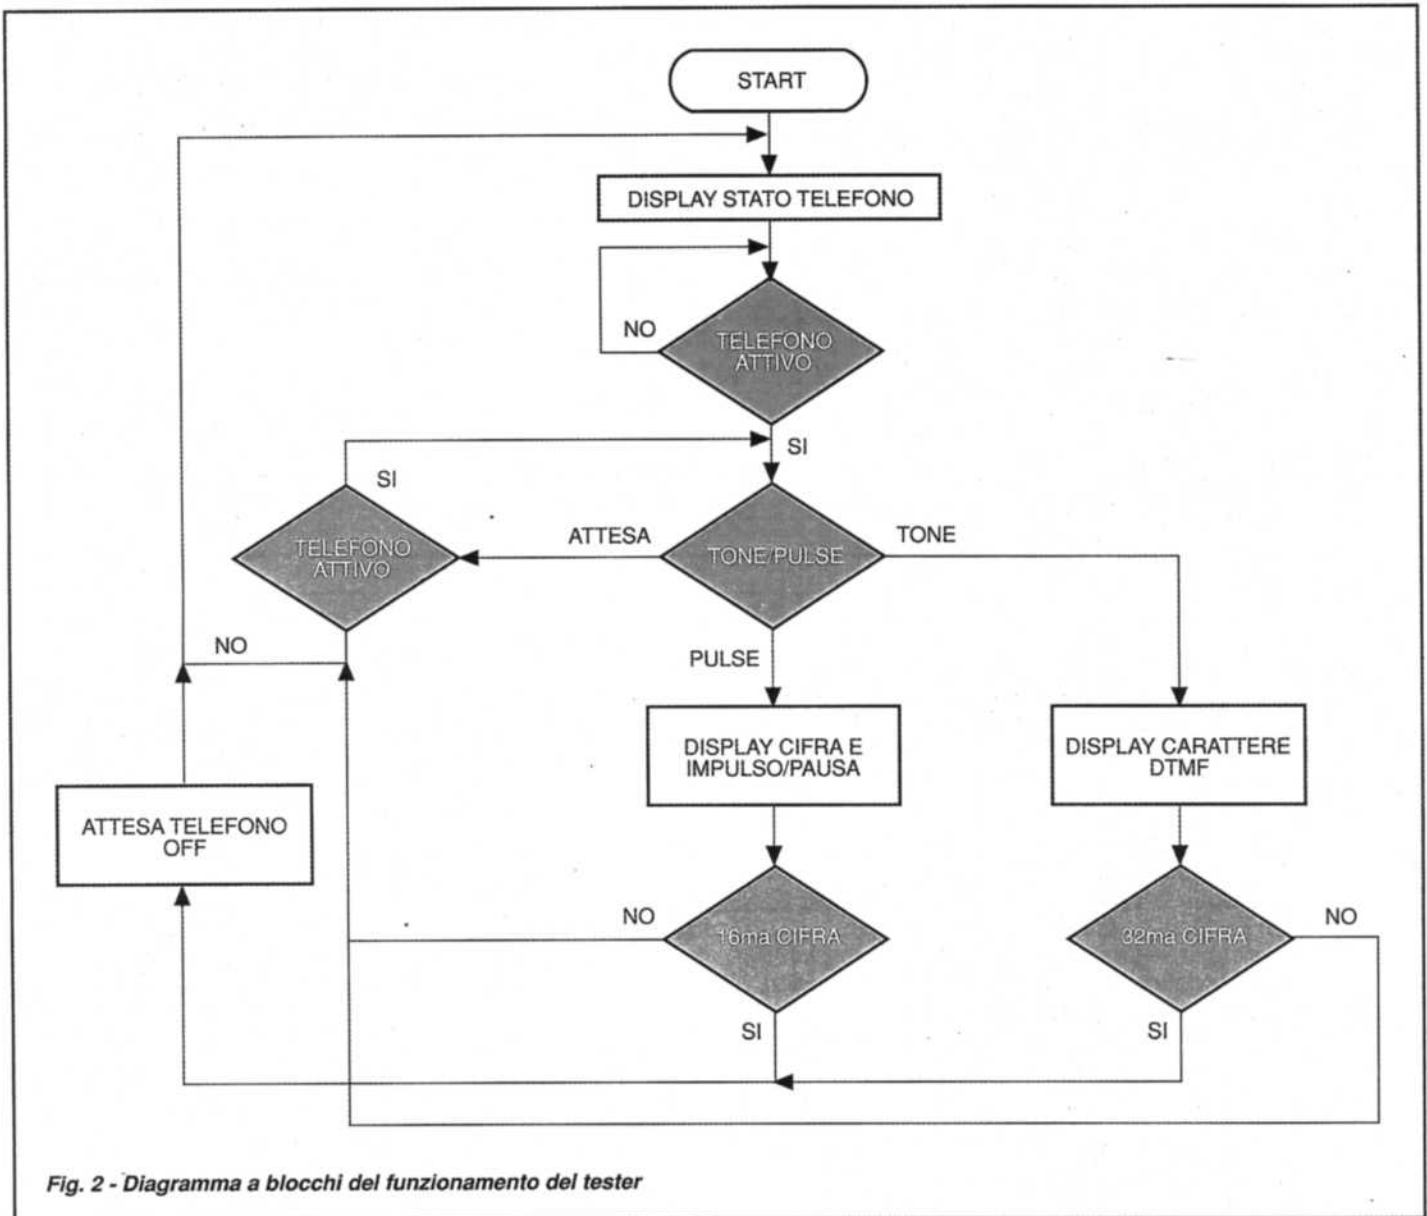 START
DISPLAY STATO TELEFONO
NO
TELEFONO
ATTIVO
SI
SI
TELEFONO
ATTIVO
ATTESA
TONE/PULSE
TONE
NO
PULSE
DISPLAY CIFRA E
IMPULSO/PAUSA
DISPLAY CARATTERE
DTMF
ATTESA TELEFONO
OFF
NO
16ma CIFRA
32ma CIFRA
NO
SI
SI
Fig. 2 - Diagramma a blocchi del funzionamento del tester